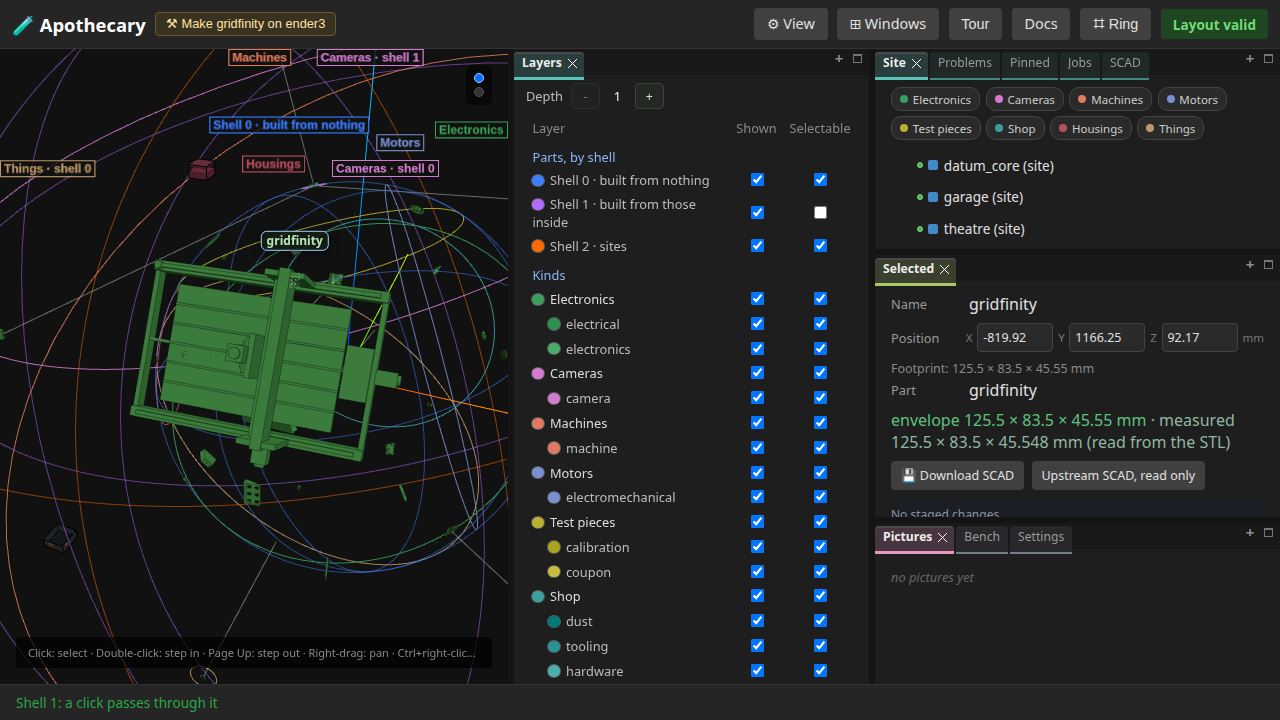 Apothecary
⚒ Make gridfinity on ender3
View
Windows
Tour
Docs
Ring
Layout valid
Machines
Cameras · shell 1
Shell 0 · built from nothing
Motors
Electronics
Things · shell 0
Housings
Cameras · shell 0
gridfinity
Click: select · Double-click: step in · Page Up: step out · Right-drag: pan · Ctrl+right-clic...
Layers
Depth - 1 +
Layer Shown Selectable
Parts, by shell
Shell 0 · built from nothing
Shell 1 · built from those
inside
Shell 2 · sites
Kinds
Electronics
electrical
electronics
Cameras
camera
Machines
machine
Motors
electromechanical
Test pieces
calibration
coupon
Shop
dust
tooling
hardware
Site Problems Pinned Jobs SCAD
Electronics Cameras Machines Motors
Test pieces Shop Housings Things
datum_core (site)
garage (site)
theatre (site)
Selected
Name gridfinity
Position X -819.92 Y 1166.25 Z 92.17 mm
Footprint: 125.5 × 83.5 × 45.55 mm
Part gridfinity
envelope 125.5 × 83.5 × 45.55 mm · measured
125.5 × 83.5 × 45.548 mm (read from the STL)
Download SCAD
Upstream SCAD, read only
No staged changes
Pictures Bench Settings
no pictures yet
Shell 1: a click passes through it